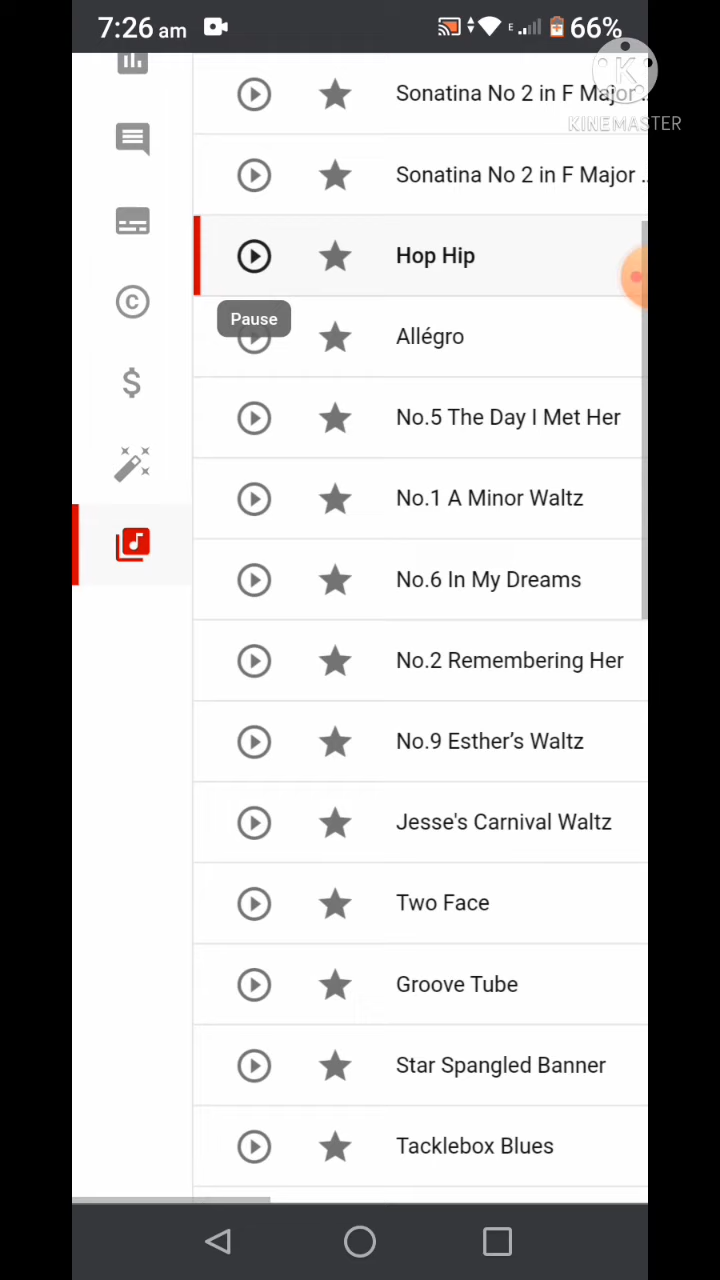 7:26 am
E
66%
K
KINEMASTER
Sonatina No 2 in F Major ..
Sonatina No 2 in F Major ..
Hop Hip
Pause
Allégro
No.5 The Day I Met Her
No.1 A Minor Waltz
No.6 In My Dreams
No.2 Remembering Her
No.9 Esther’s Waltz
Jesse's Carnival Waltz
Two Face
Groove Tube
Star Spangled Banner
Tacklebox Blues